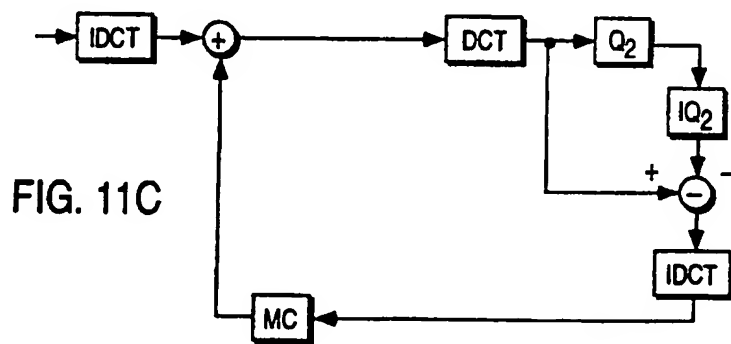 IDCT
+
DCT
Q2
IQ2
+
-
-
FIG. 11C
IDCT
MC